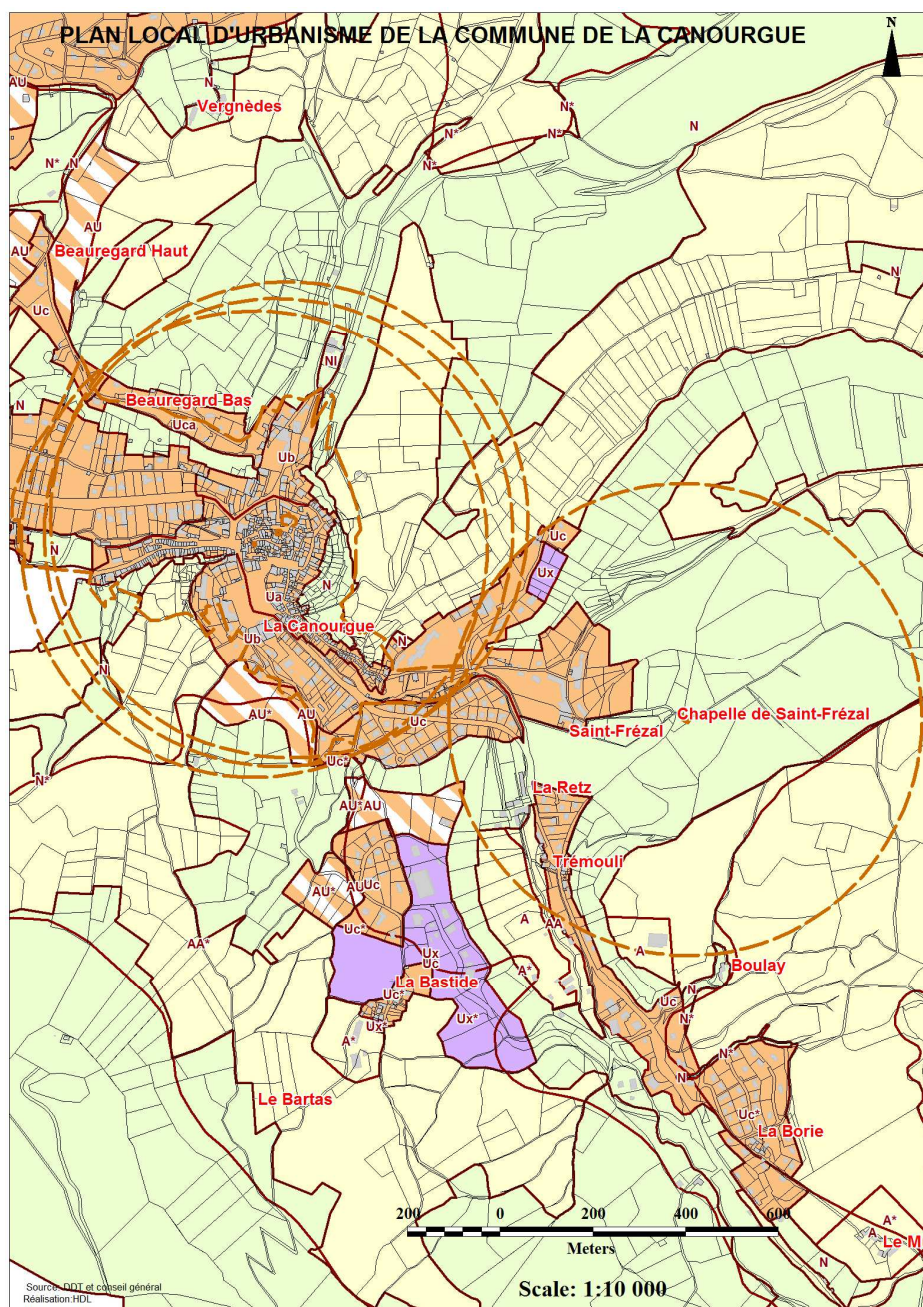 PLAN LOCAL D'URBANISME DE LA COMMUNE DE LA CANOURGUE
N
AU
N
Vergnèdes
N*
N*
N*
N
N*
N
N*
AU
AU
Beauregard Haut
N
Uc
Nl
N
Beauregard Bas
Uca
Ub
N
Uc
Ux
N
Ua
La Canourgue
Ub
N
N
AU*
AU
Uc
Saint-Frézal
Chapelle de Saint-Frézal
Uc*
N*
La Retz
AU*AU
Trémouli
AU*
AU
Uc
A
AA
Uc*
AA*
A
Ux
Uc
La Bastide
A*
Boulay
Uc*
Uc
N
Ux*
Ux*
N*
A*
N*
N
Le Bartas
Uc*
La Borie
200 0 200 400 600
Meters
A*
A
Le M
N
Source: DDT et conseil général
Réalisation:HDL
Scale: 1:10 000